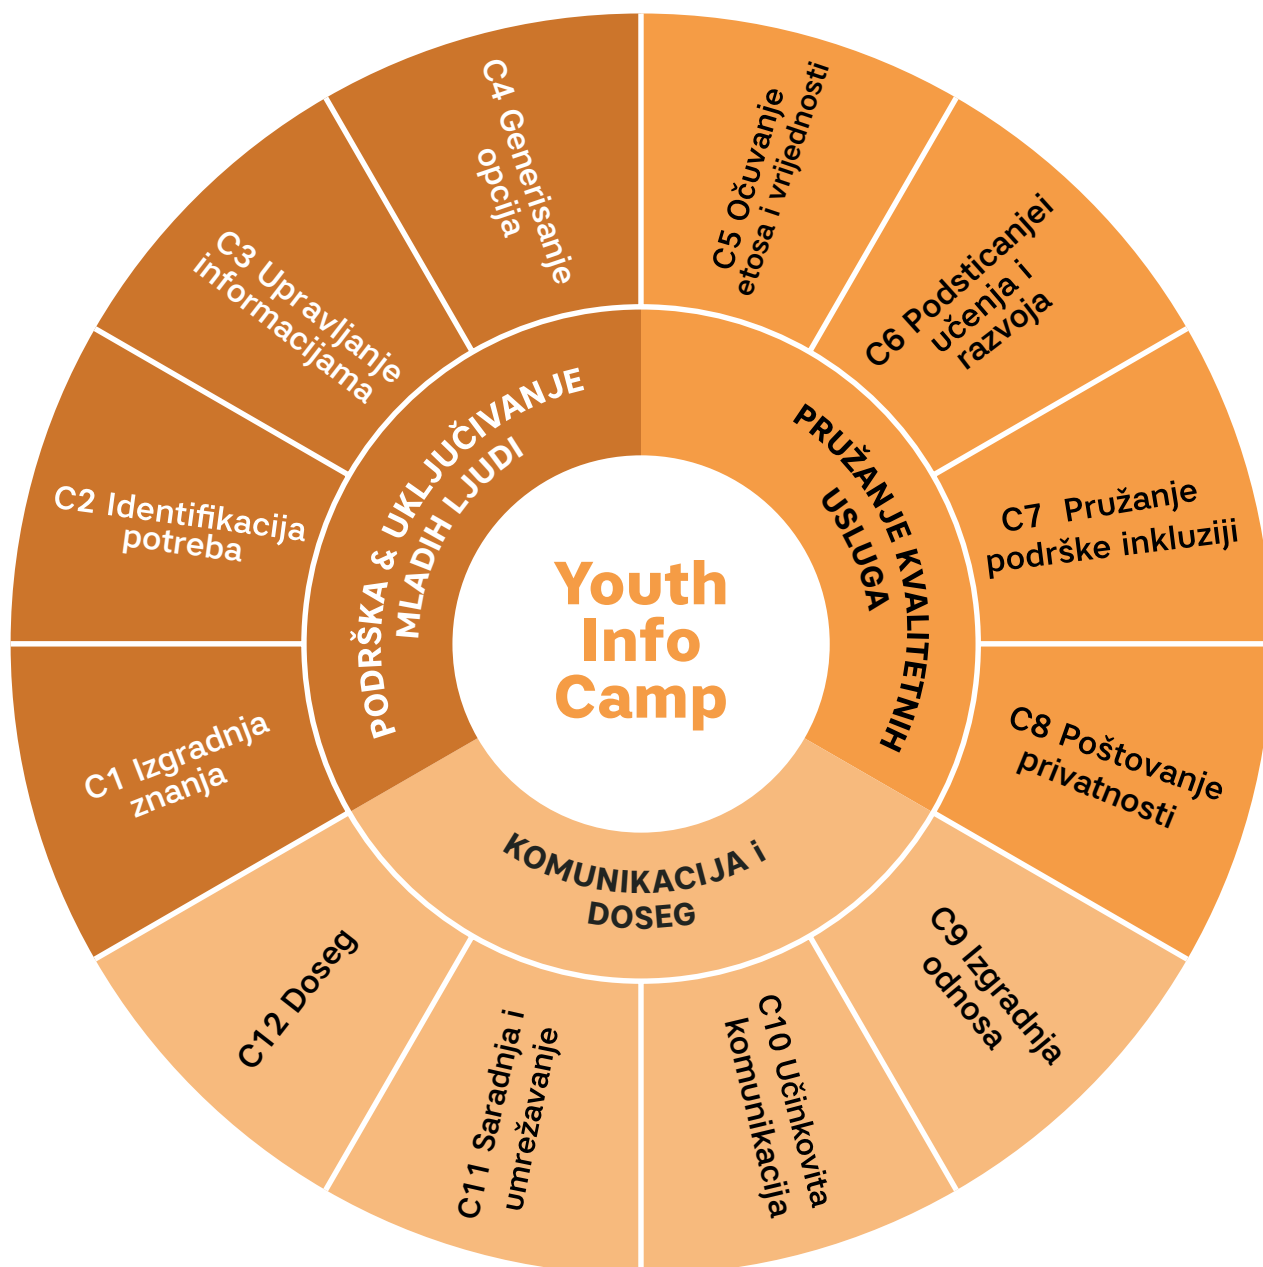 Youth
Info
Camp
PODRŠKA & UKLJUČIVANJE
MLADIH LJUDI
C1 Izgradnja
znanja
C2 Identifikacija
potreba
C3 Upravljanje
informacijama
C4 Generisanje
opcija
PRUŽANJE KVALITETNIH
USLUGA
C5 Očuvanje
etosa i vrijednosti
C6 Podsticanjei
učenja i
razvoja
C7 Pružanje
podrške inkluziji
C8 Poštovanje
privatnosti
KOMUNIKACIJA i
DOSEG
C9 Izgradnja
odnosa
C10 Učinkovita
komunikacija
C11 Saradnja i
umrežavanje
C12 Doseg